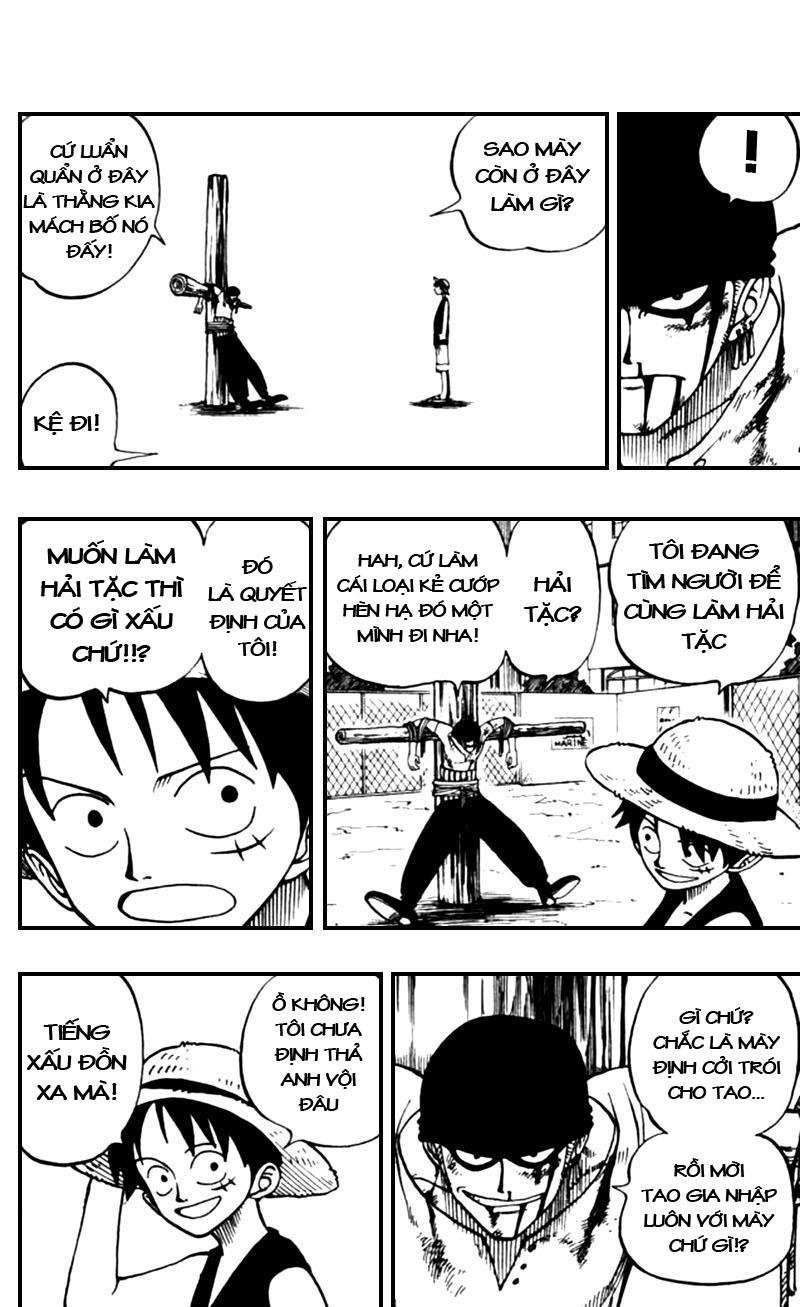 !
SAO MÀY
CÒN Ở ĐÂY
LÀM GÌ?
CỨ LUẨN
QUẨN Ở ĐÂY
LÀ THẰNG KIA
MÁCH BỐ NÓ
ĐẤY!
KỆ ĐI!
TÔI ĐANG
TÌM NGƯỜI ĐỂ
CÙNG LÀM HẢI
TẶC
HẢI
TẶC?
HAH, CỨ LÀM
CÁI LOẠI KẺ CƯỚP
HÈN HẠ ĐÓ MỘT
MÌNH ĐI NHA!
MARINE
ĐÓ
LÀ QUYẾT
ĐỊNH CỦA
TÔI!
MUỐN LÀM
HẢI TẶC THÌ
CÓ GÌ XẤU
CHỨ!!?
GÌ CHỨ?
CHẮC LÀ MÀY
ĐỊNH CỞI TRÓI
CHO TAO...
RỒI MỜI
TAO GIA NHẬP
LUÔN VỚI MÀY
CHỨ GÌ!?
Ồ KHÔNG!
TÔI CHƯA
ĐỊNH THẢ
ANH VỘI
ĐÂU
TIẾNG
XẤU ĐỒN
XA MÀ!